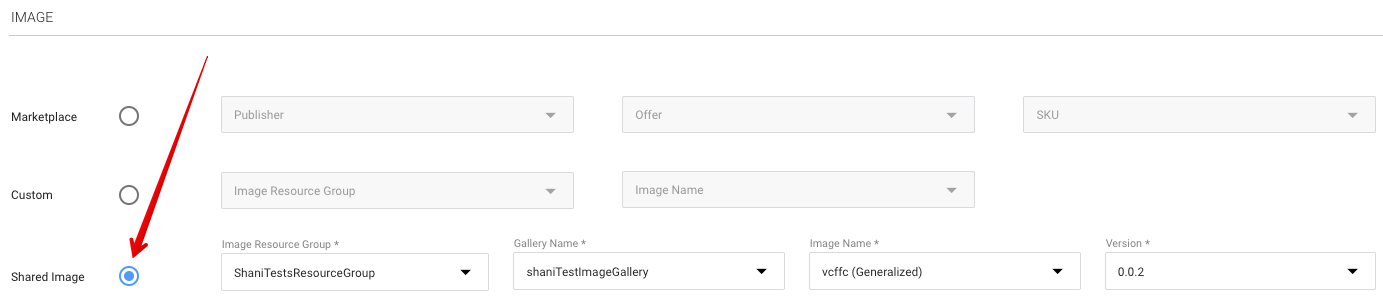 IMAGE
Marketplace
Publisher
Offer
SKU
Custom
Image Resource Group
Image Name
Image Resource Group *
Gallery Name *
Image Name *
Version *
Shared Image
ShaniTestsResourceGroup
shaniTestImageGallery
vcffc (Generalized)
0.0.2